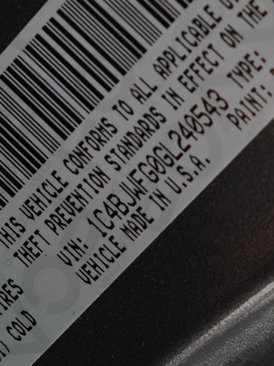 THIS VEHICLE CONFORMS TO ALL APPLICABLE
THEFT PREVENTION STANDARDS IN EFFECT ON THE
VIN: 1C4BJWFG0GL240543 TYPE:
VEHICLE MADE IN U.S.A. PAINT:
COLD